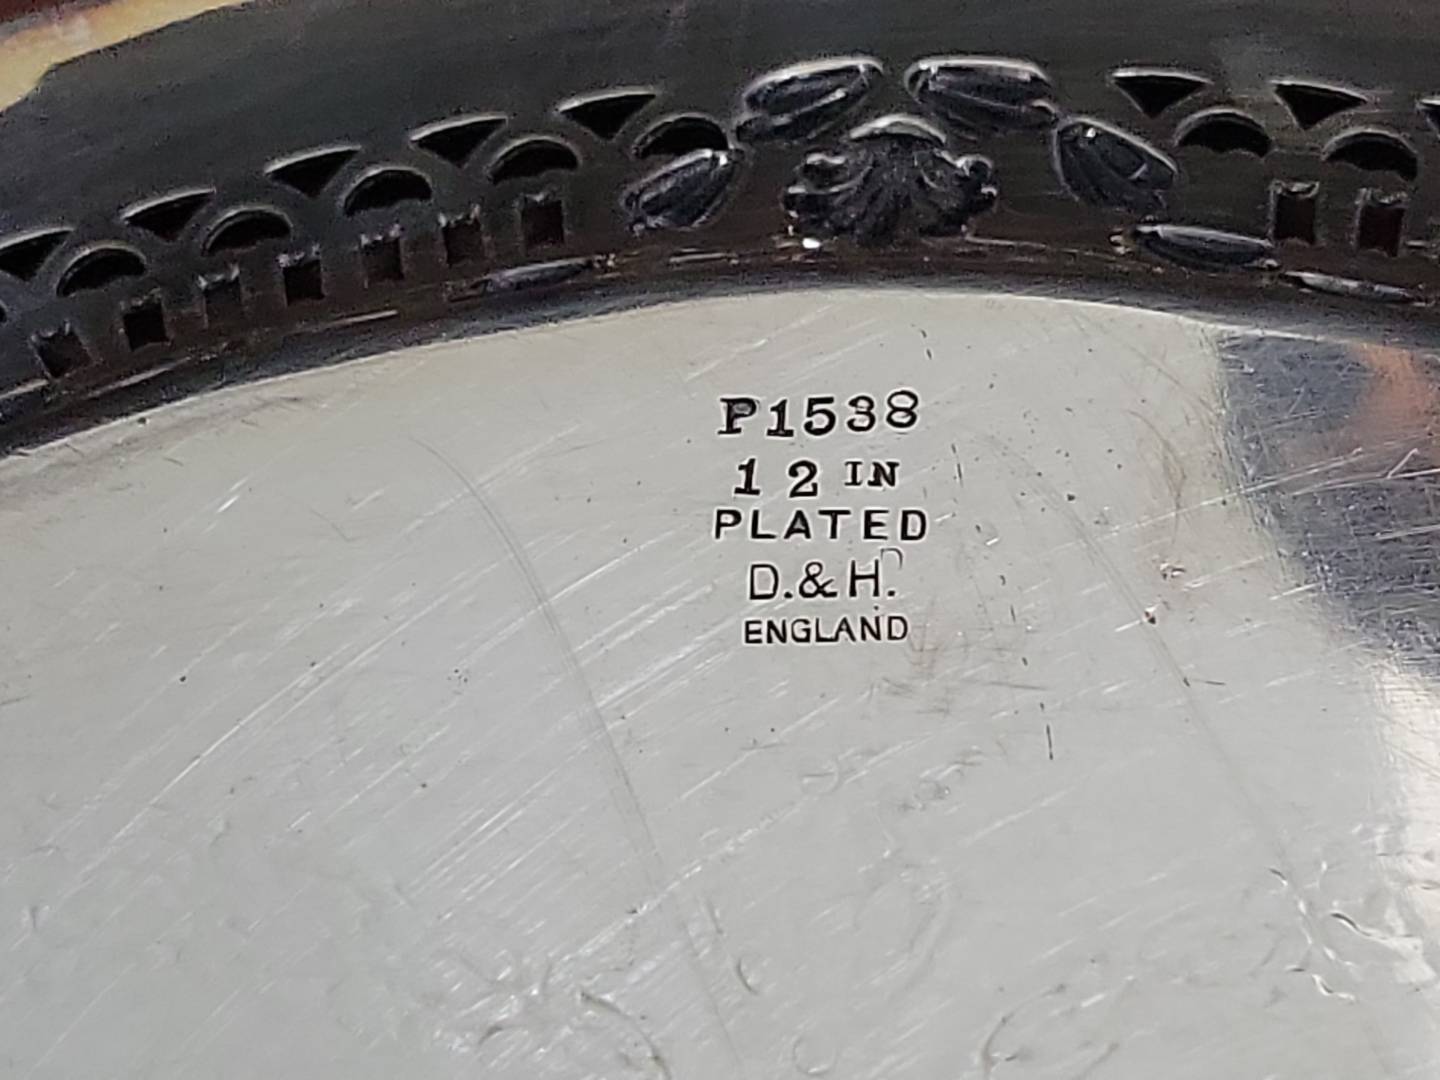 P1538
12 IN
PLATED
D.&H.
ENGLAND